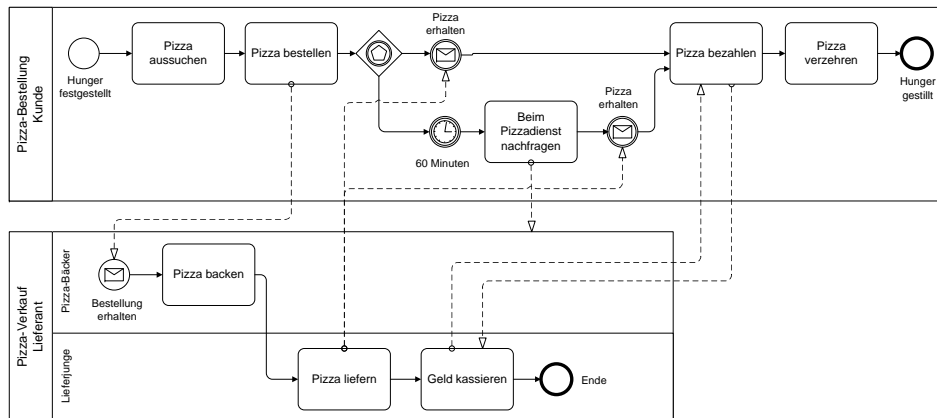 Pizza-Bestellung
Kunde
Hunger
festgestellt
Pizza
aussuchen
Pizza bestellen
Pizza
erhalten
60 Minuten
Beim
Pizzadienst
nachfragen
Pizza
erhalten
Pizza bezahlen
Pizza
verzehren
Hunger
gestillt
Pizza-Verkauf
Lieferant
Pizza-Bäcker
Bestellung
erhalten
Pizza backen
Lieferjunge
Pizza liefern
Geld kassieren
Ende